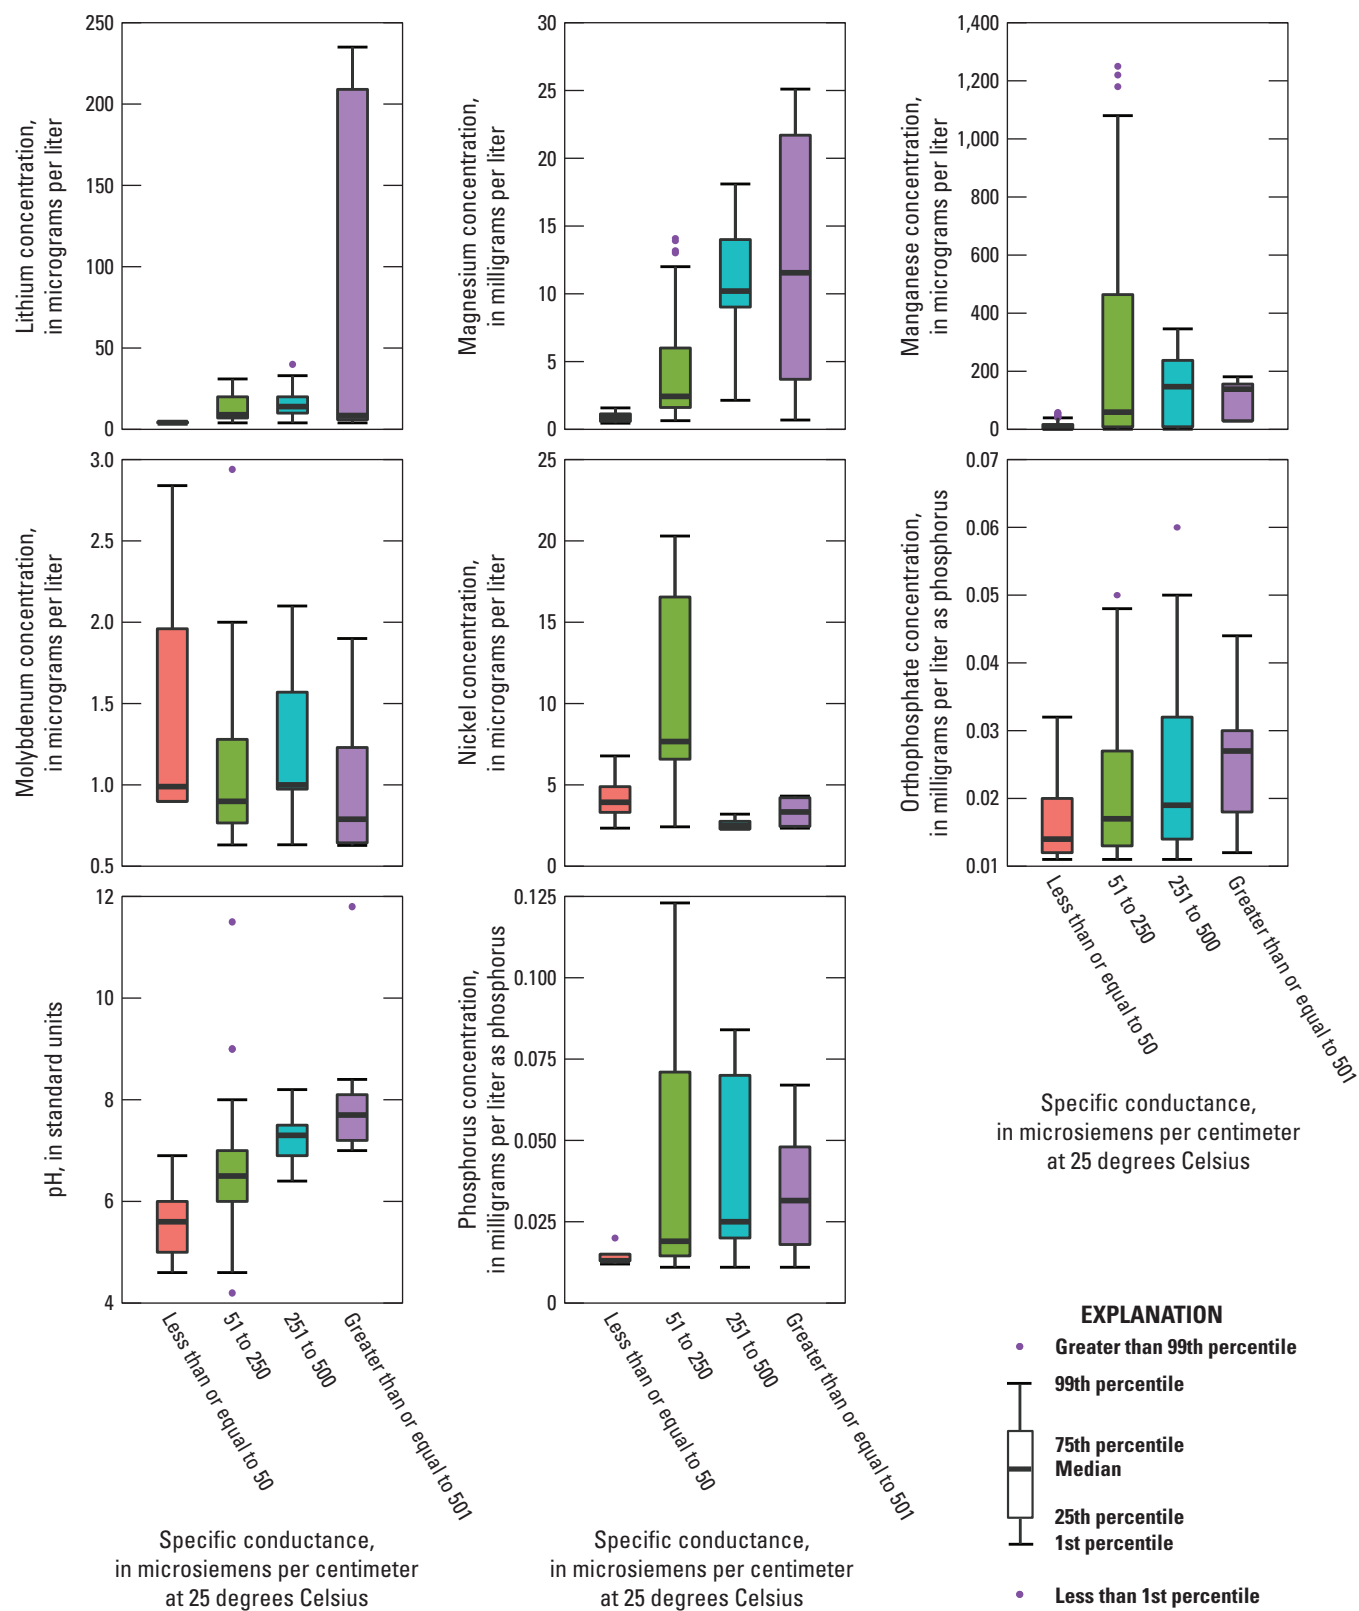 Lithium concentration,
in micrograms per liter
250
200
150
100
50
0
Magnesium concentration,
in milligrams per liter
30
25
20
15
10
5
0
Manganese concentration,
in micrograms per liter
1,400
1,200
1,000
800
600
400
200
0
Molybdenum concentration,
in micrograms per liter
3.0
2.5
2.0
1.5
1.0
0.5
Nickel concentration,
in micrograms per liter
25
20
15
10
5
0
Orthophosphate concentration,
in milligrams per liter as phosphorus
0.07
0.06
0.05
0.04
0.03
0.02
0.01
Less than or equal to 50
51 to 250
251 to 500
Greater than or equal to 501
Specific conductance,
in microsiemens per centimeter
at 25 degrees Celsius
pH, in standard units
12
10
8
6
4
Less than or equal to 50
51 to 250
251 to 500
Greater than or equal to 501
Specific conductance,
in microsiemens per centimeter
at 25 degrees Celsius
Phosphorus concentration,
in milligrams per liter as phosphorus
0.125
0.100
0.075
0.050
0.025
0
Less than or equal to 50
51 to 250
251 to 500
Greater than or equal to 501
Specific conductance,
in microsiemens per centimeter
at 25 degrees Celsius
EXPLANATION
Greater than 99th percentile
99th percentile
75th percentile
Median
25th percentile
1st percentile
Less than 1st percentile